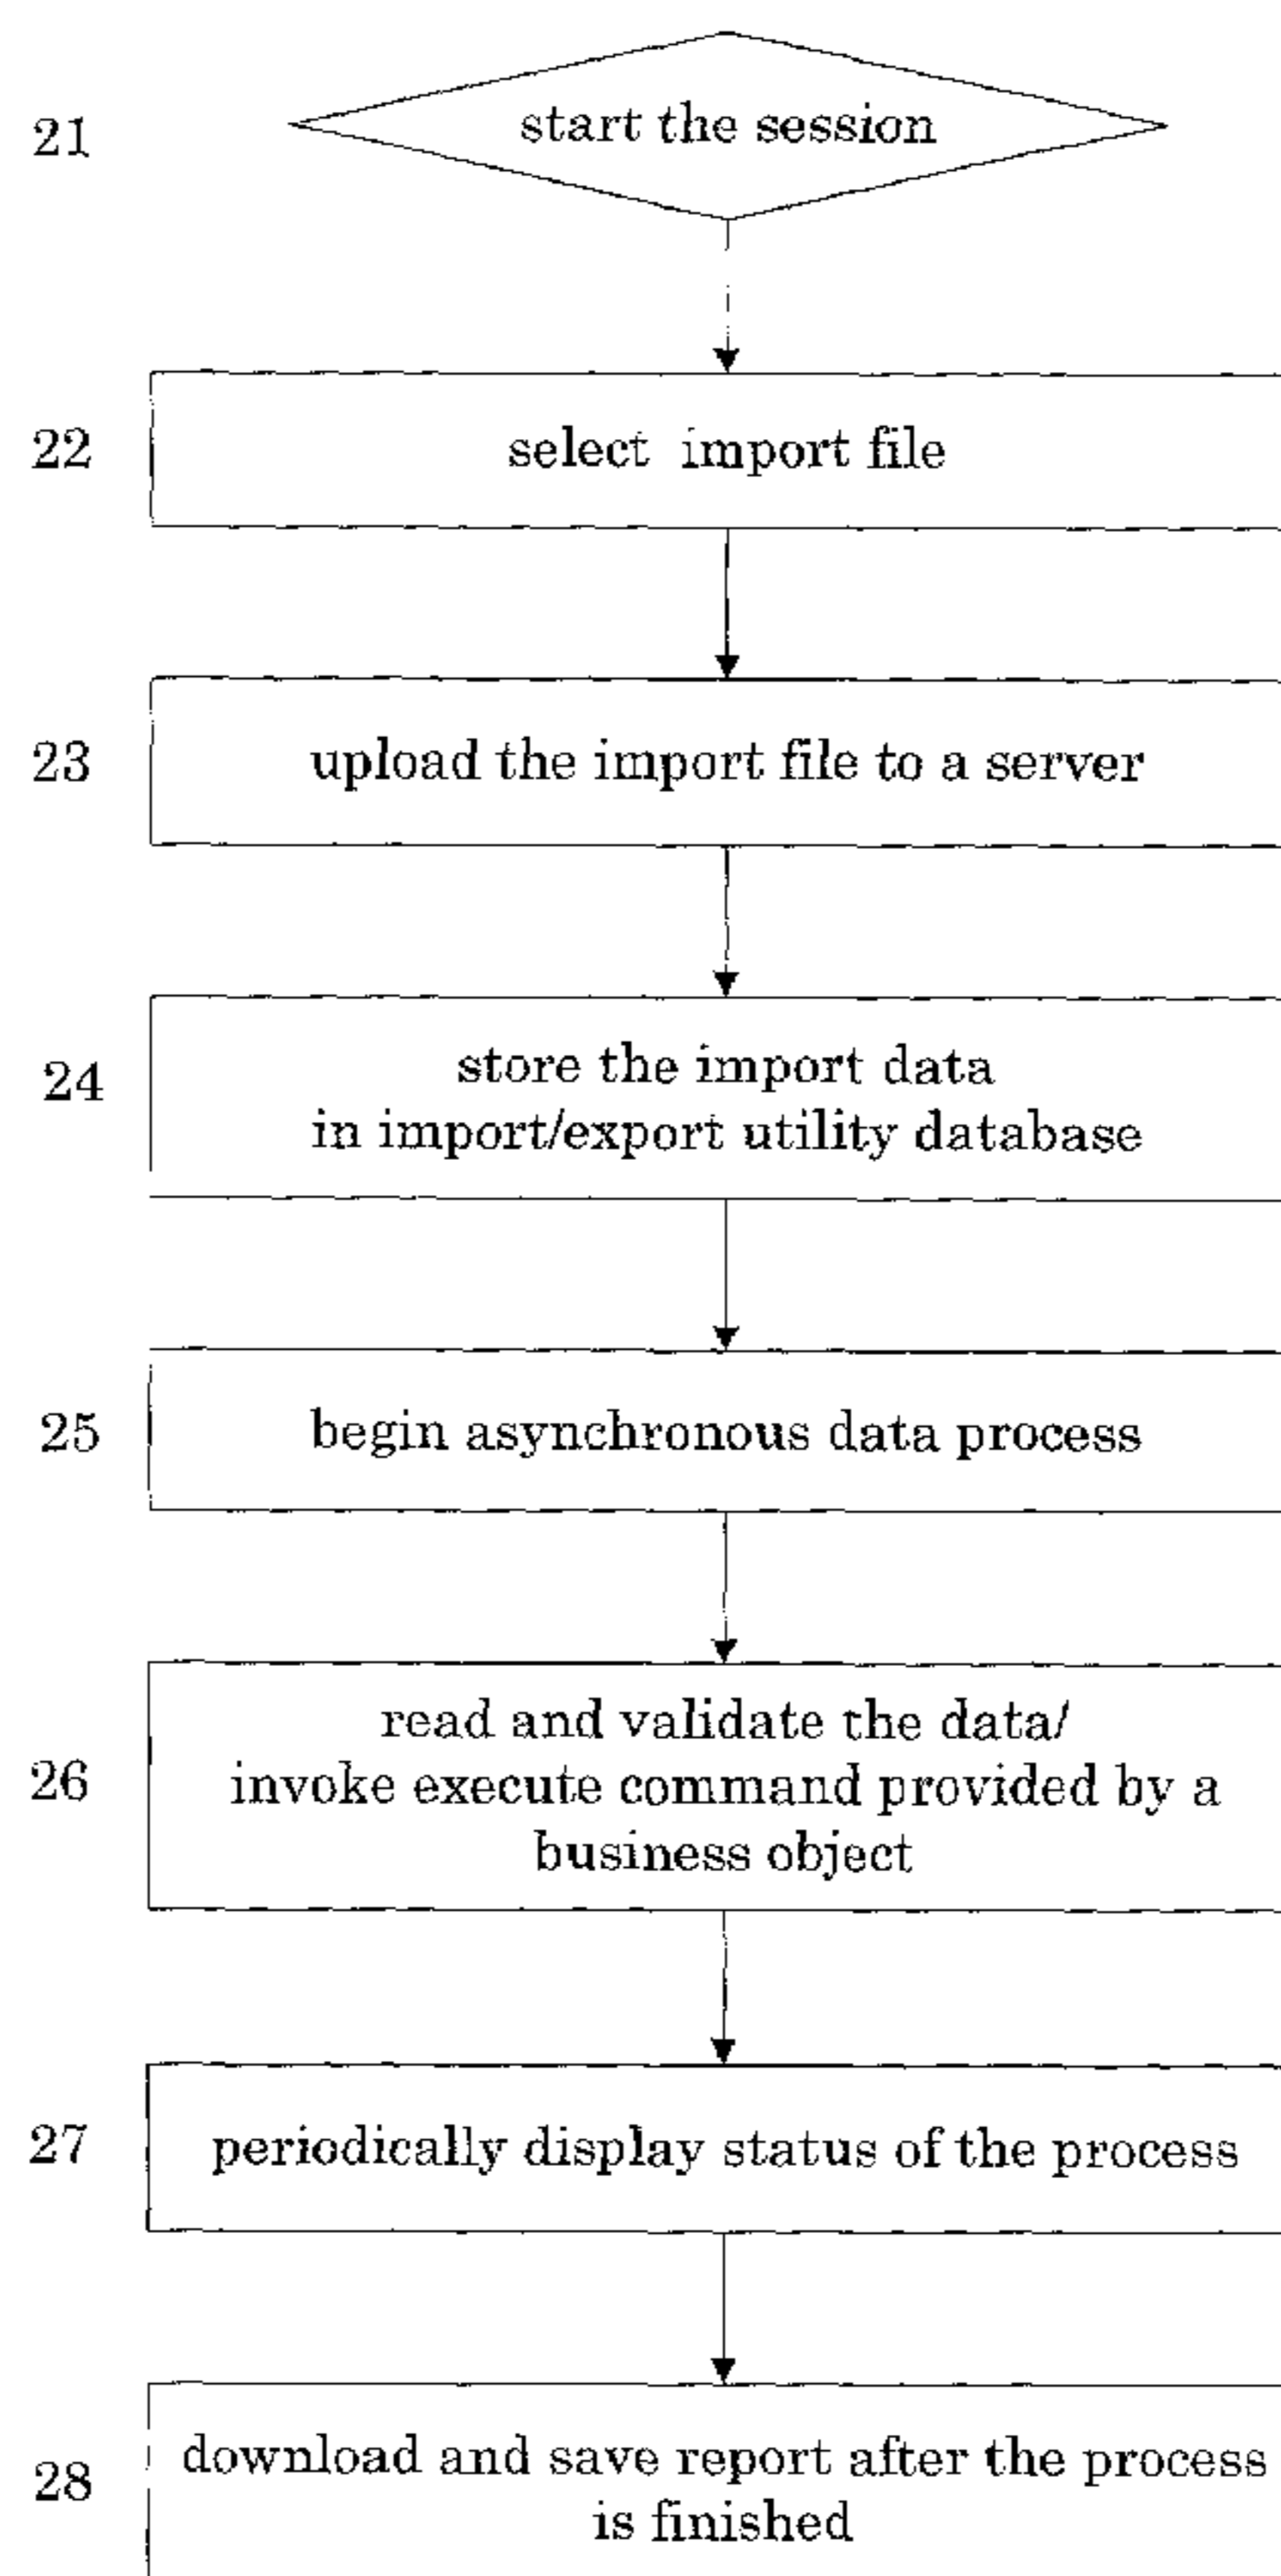 21
start the session
22
select import file
23
upload the import file to a server
24
store the import data
in import/export utility database
25
begin asynchronous data process
26
read and validate the data/
invoke execute command provided by a
business object
27
periodically display status of the process
28
download and save report after the process
is finished